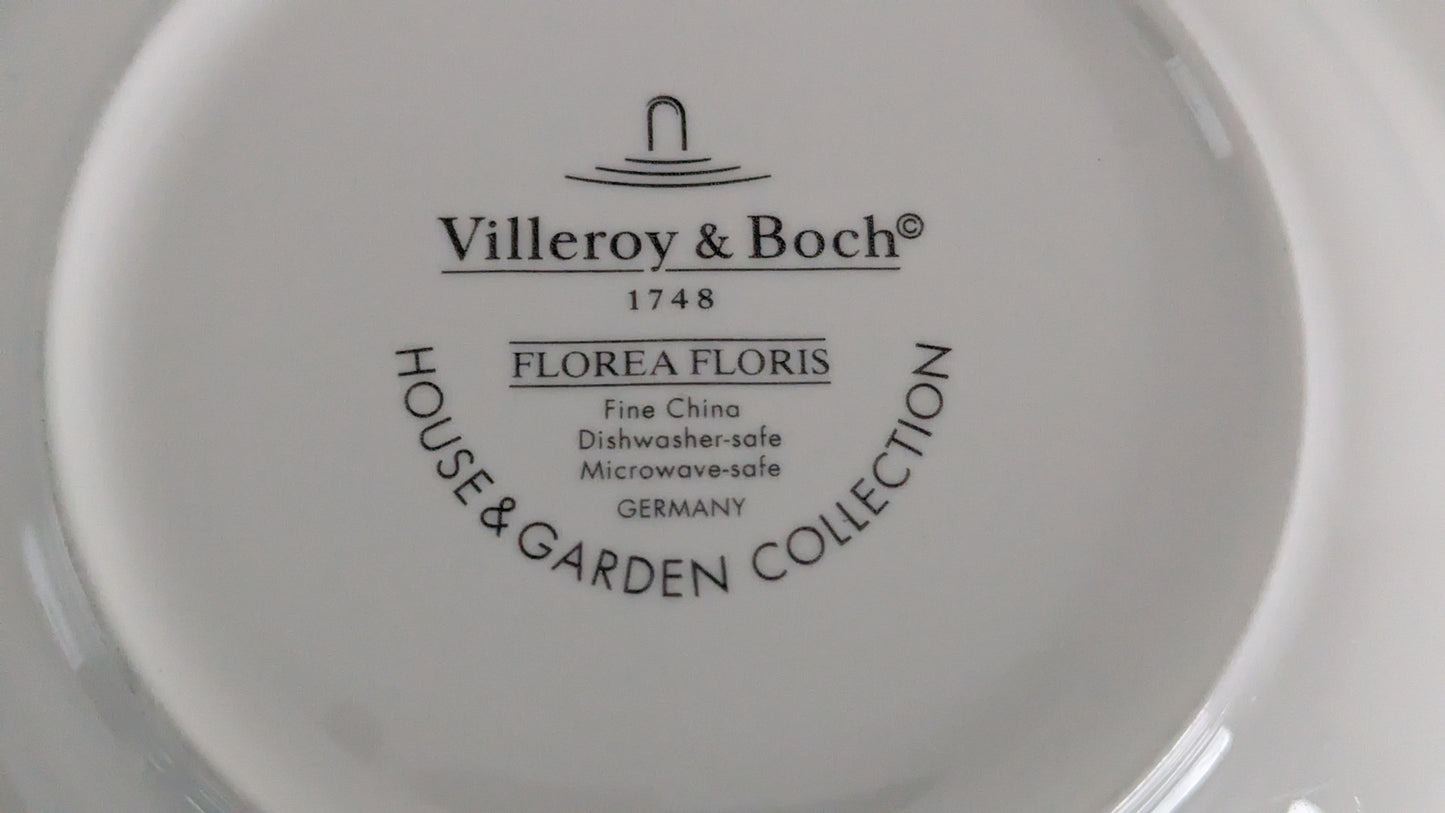 Villeroy & Boch©
1748
FLOREA FLORIS
Fine China
Dishwasher-safe
Microwave-safe
GERMANY
HOUSE & GARDEN COLLECTION